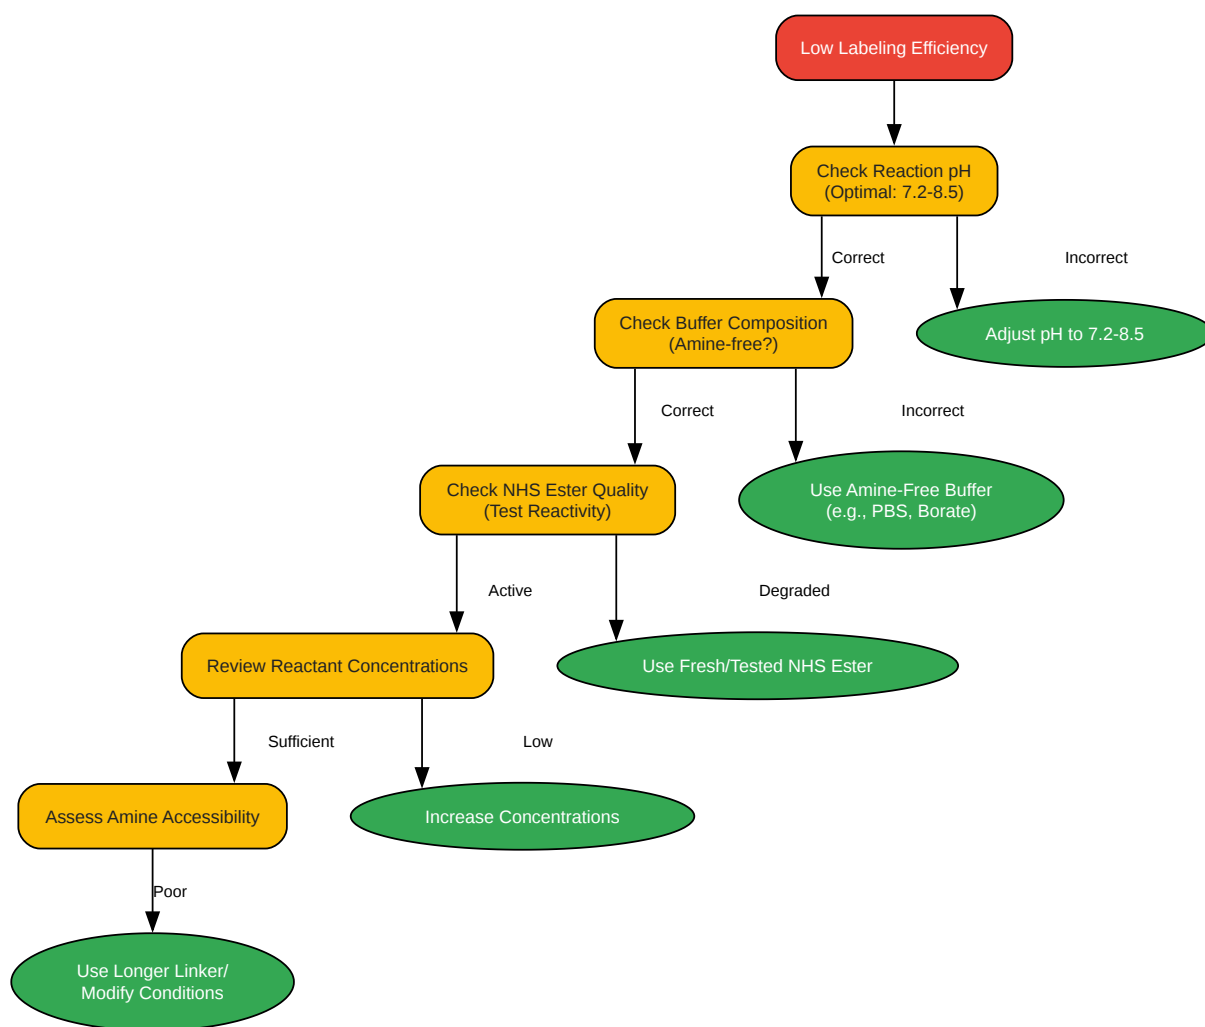 Low Labeling Efficiency
Check Reaction pH
(Optimal: 7.2-8.5)
Correct
Incorrect
Check Buffer Composition
(Amine-free?)
Adjust pH to 7.2-8.5
Correct
Incorrect
Check NHS Ester Quality
(Test Reactivity)
Use Amine-Free Buffer
(e.g., PBS, Borate)
Active
Degraded
Review Reactant Concentrations
Use Fresh/Tested NHS Ester
Sufficient
Low
Assess Amine Accessibility
Increase Concentrations
Poor
Use Longer Linker/
Modify Conditions